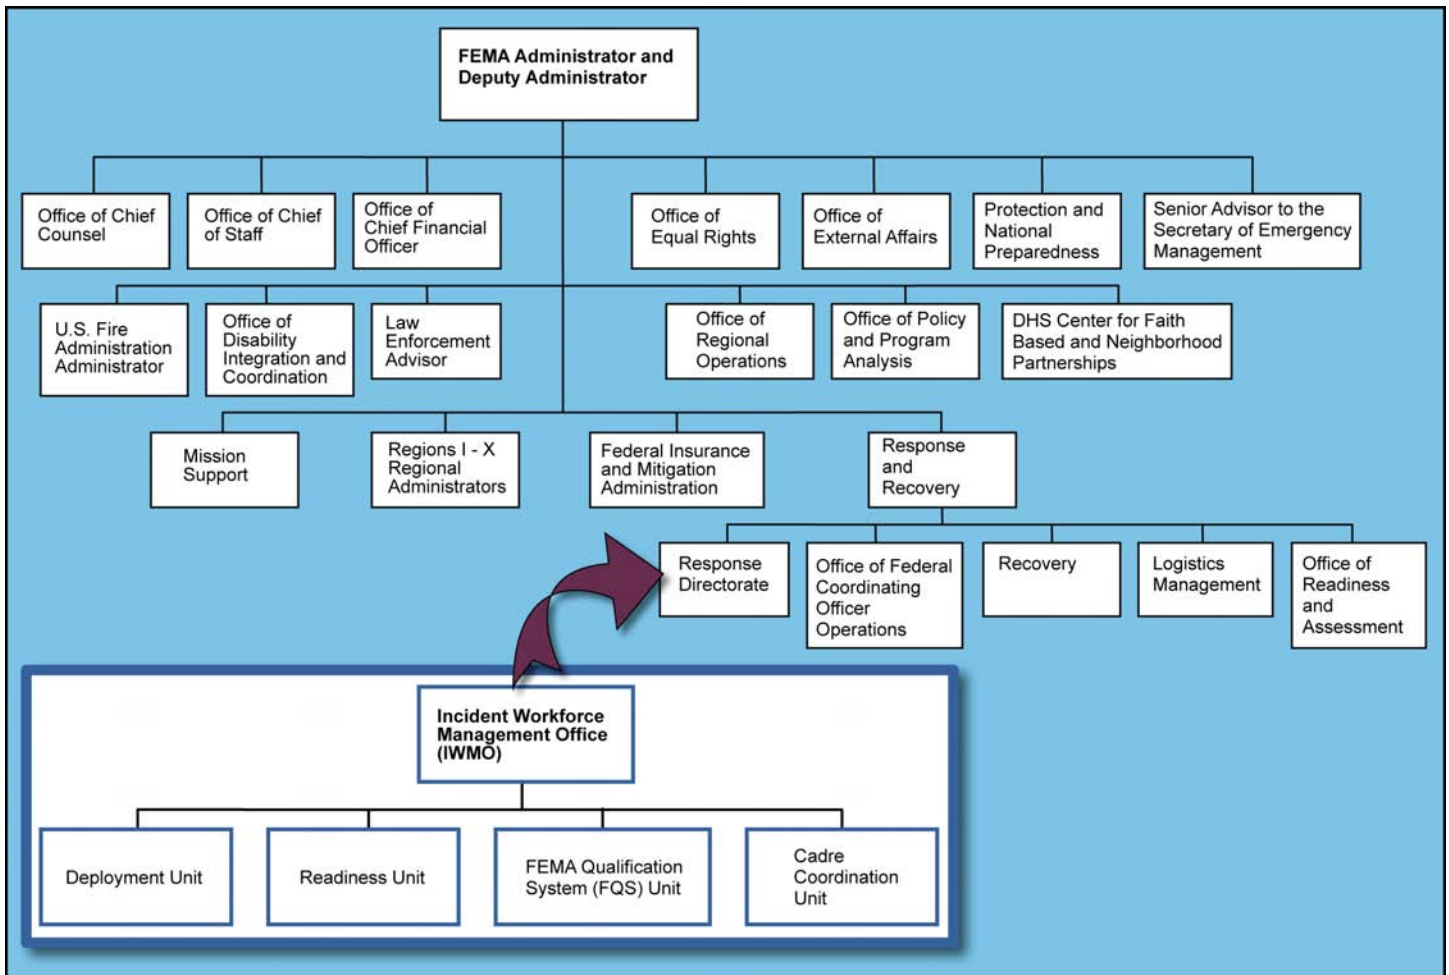 FEMA Administrator and
Deputy Administrator
Office of Chief
Counsel
Office of Chief
of Staff
Office of
Chief Financial
Officer
Office of
Equal Rights
Office of
External Affairs
Protection and
National
Preparedness
Senior Advisor to the
Secretary of Emergency
Management
U.S. Fire
Administration
Administrator
Office of
Disability
Integration and
Coordination
Law
Enforcement
Advisor
Office of
Regional
Operations
Office of Policy
and Program
Analysis
DHS Center for Faith
Based and Neighborhood
Partnerships
Mission
Support
Regions I - X
Regional
Administrators
Federal Insurance
and Mitigation
Administration
Response
and
Recovery
Response
Directorate
Office of Federal
Coordinating
Officer
Operations
Recovery
Logistics
Management
Office of
Readiness
and
Assessment
Incident Workforce
Management Office
(IWMO)
Deployment Unit
Readiness Unit
FEMA Qualification
System (FQS) Unit
Cadre
Coordination
Unit